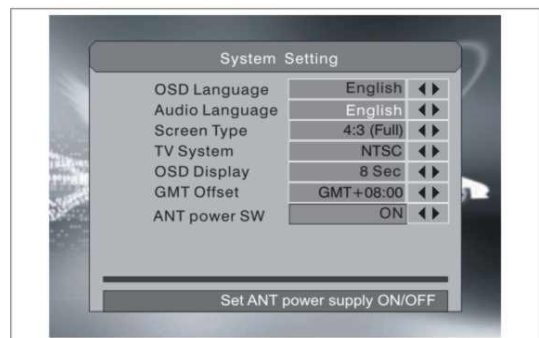 System Setting
OSD Language English
Audio Language English
Screen Type 4:3 (Full)
TV System NTSC
OSD Display 8 Sec
GMT Offset GMT+08:00
ANT power SW ON
Set ANT power supply ON/OFF